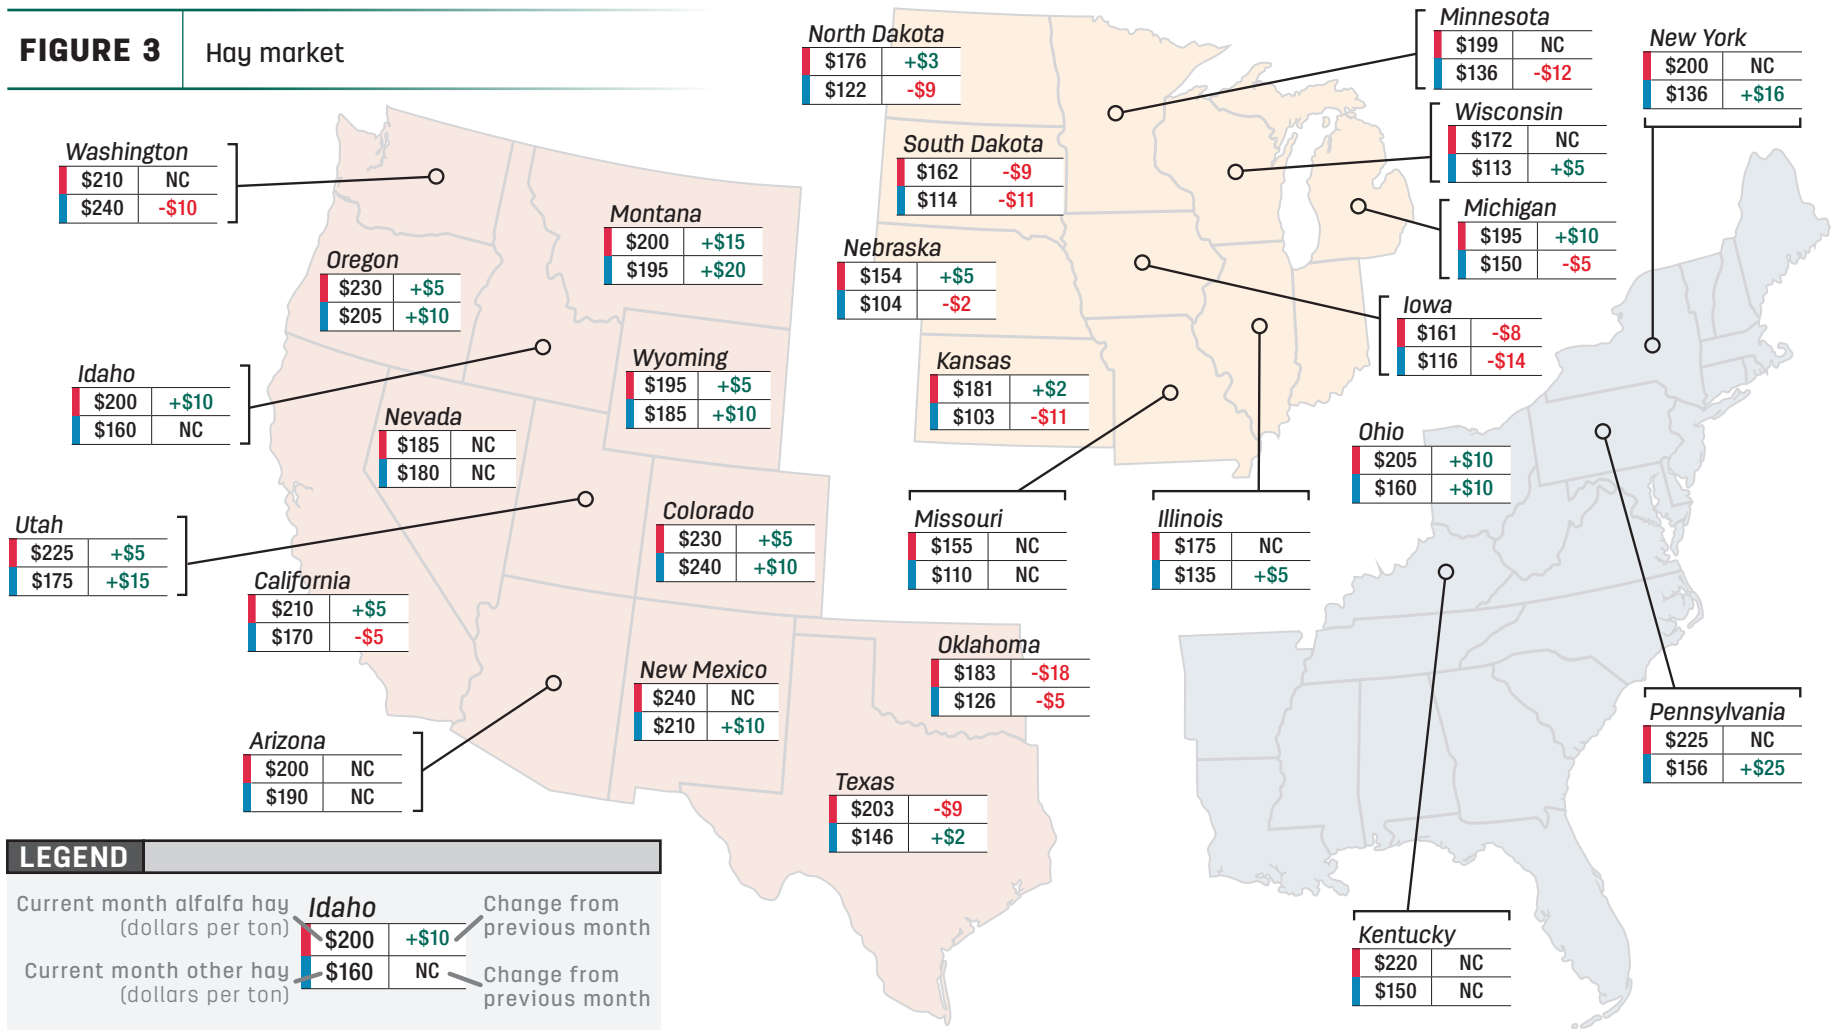 FIGURE 3
Hay market
North Dakota
$176 +$3
$122 -$9
Minnesota
$199 NC
$136 -$12
New York
$200 NC
$136 +$16
Wisconsin
$172 NC
$113 +$5
Washington
$210 NC
$240 -$10
South Dakota
$162 -$9
$114 -$11
Michigan
$195 +$10
$150 -$5
Montana
$200 +$15
$195 +$20
Oregon
$230 +$5
$205 +$10
Nebraska
$154 +$5
$104 -$2
Iowa
$161 -$8
$116 -$14
Idaho
$200 +$10
$160 NC
Wyoming
$195 +$5
$185 +$10
Kansas
$181 +$2
$103 -$11
Nevada
$185 NC
$180 NC
Ohio
$205 +$10
$160 +$10
Utah
$225 +$5
$175 +$15
Colorado
$230 +$5
$240 +$10
Missouri
$155 NC
$110 NC
Illinois
$175 NC
$135 +$5
California
$210 +$5
$170 -$5
New Mexico
$240 NC
$210 +$10
Oklahoma
$183 -$18
$126 -$5
Arizona
$200 NC
$190 NC
Texas
$203 -$9
$146 +$2
Pennsylvania
$225 NC
$156 +$25
Kentucky
$220 NC
$150 NC
LEGEND
Current month alfalfa hay
(dollars per ton)
Idaho
$200 +$10
$160 NC
Change from
previous month
Current month other hay
(dollars per ton)
Change from
previous month